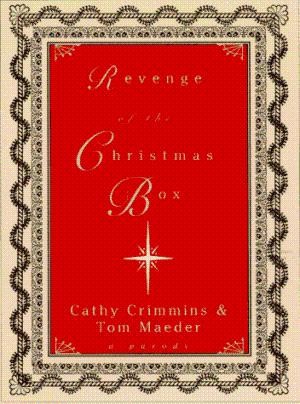 Revenge
of the
Christmas
Box
Cathy Crimmins &
Tom Maeder
a parody